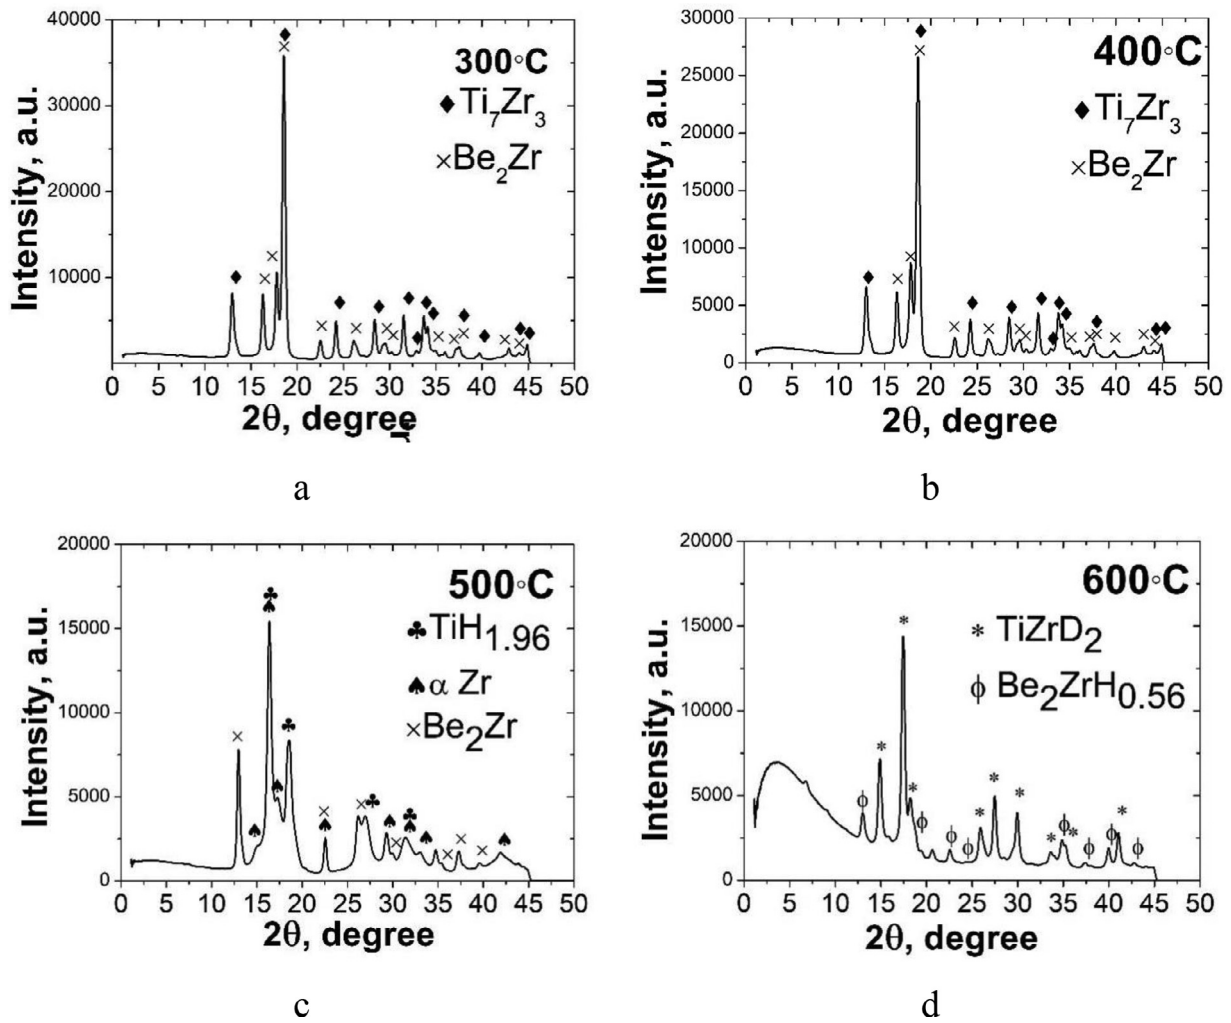 40000
30000
20000
10000
0
Intensity, a.u.
300◦C
♦Ti7Zr3
×Be2Zr
0 5 10 15 20 25 30 35 40 45 50
2θ, degree
a
30000
25000
20000
15000
10000
5000
0
Intensity, a.u.
400◦C
♦ Ti7Zr3
×Be2Zr
0 5 10 15 20 25 30 35 40 45 50
2θ, degree
b
20000
15000
10000
5000
0
Intensity, a.u.
500◦C
♣TiH1.96
♠α Zr
×Be2Zr
0 5 10 15 20 25 30 35 40 45 50
2θ, degree
c
20000
15000
10000
5000
0
Intensity, a.u.
600◦C
* TiZrD2
ϕ Be2ZrH0.56
0 5 10 15 20 25 30 35 40 45 50
2θ, degree
d